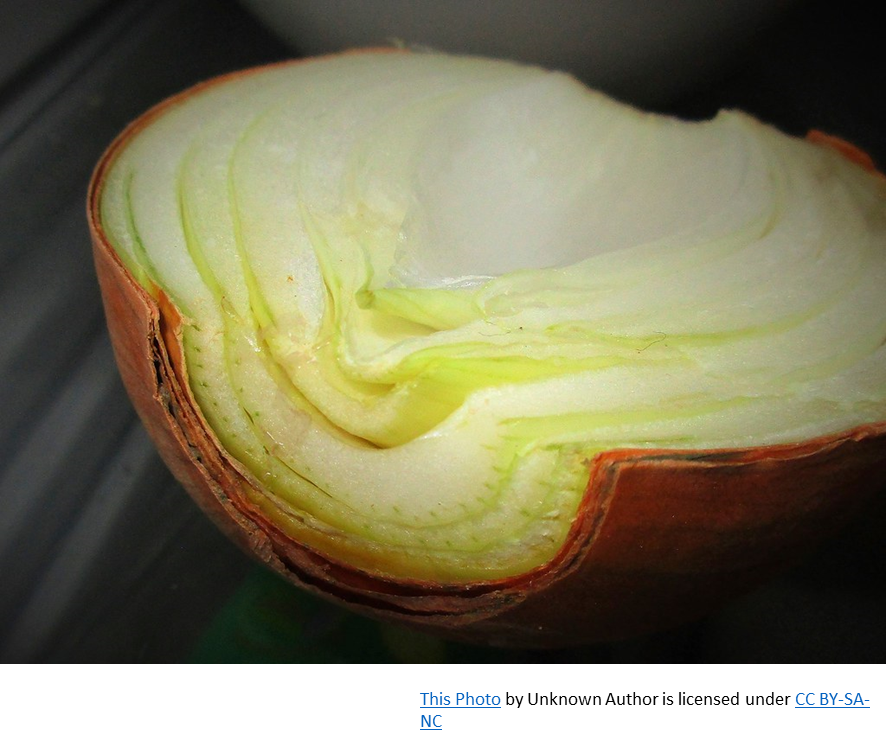 This Photo by Unknown Author is licensed under CC BY-SA-
NC